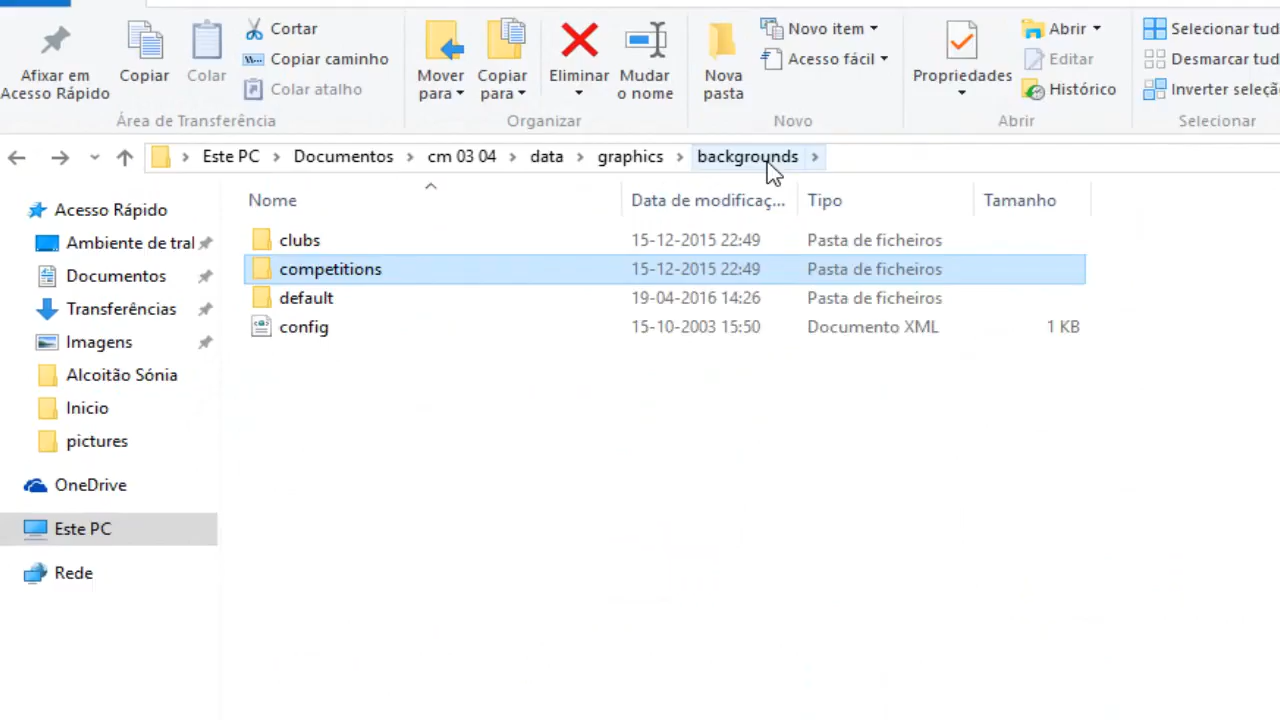 Afixar em
Acesso Rápido
Copiar
Colar
Cortar
Copiar caminho
Colar atalho
Área de Transferência
Mover
para
Copiar
para
Eliminar
Mudar
o nome
Organizar
Nova
pasta
Novo item
Acesso fácil
Novo
Propriedades
Abrir
Editar
Histórico
Abrir
Selecionar tud
Desmarcar tud
Inverter seleçã
Selecionar
Este PC > Documentos > cm 03 04 > data > graphics > backgrounds >
Nome Data de modificaç... Tipo Tamanho
clubs 15-12-2015 22:49 Pasta de ficheiros
competitions 15-12-2015 22:49 Pasta de ficheiros
default 19-04-2016 14:26 Pasta de ficheiros
config 15-10-2003 15:50 Documento XML 1 KB
Acesso Rápido
Ambiente de tral
Documentos
Transferências
Imagens
Alcoitão Sónia
Inicio
pictures
OneDrive
Este PC
Rede